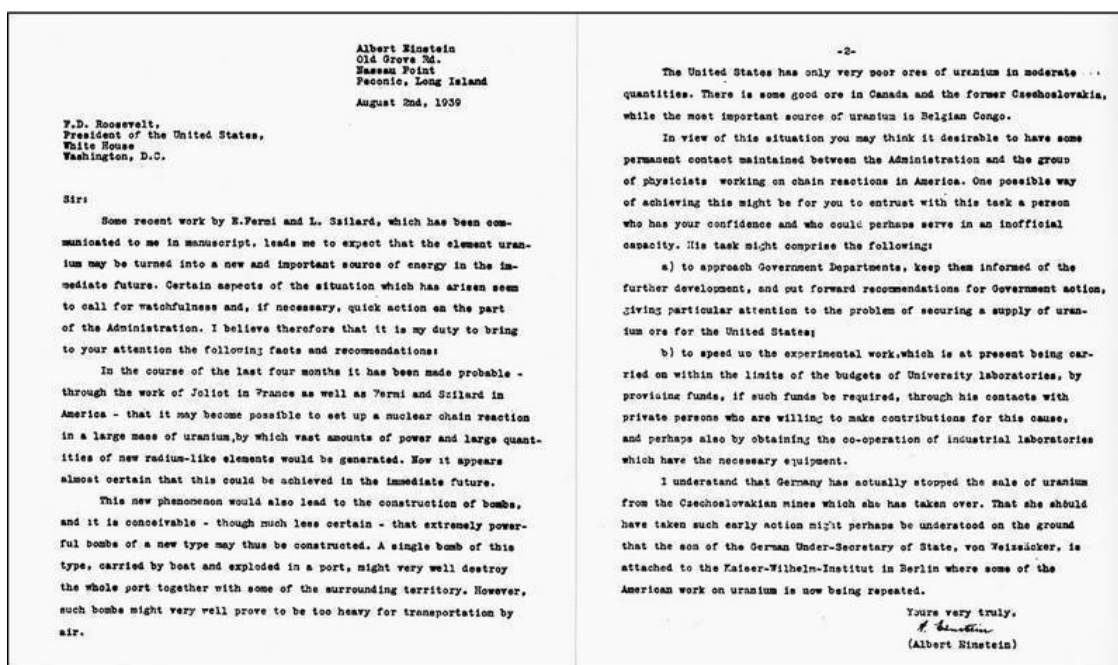 Albert Einstein
Old Grove Rd.
Nassau Point
Peconic, Long Island
August 2nd, 1939
F.D. Roosevelt,
President of the United States,
White House
Washington, D.C.
Sir:
Some recent work by E.Fermi and L. Szilard, which has been com-
municated to me in manuscript, leads me to expect that the element uran-
ium may be turned into a new and important source of energy in the im-
mediate future. Certain aspects of the situation which has arisen seem
to call for watchfulness and, if necessary, quick action on the part
of the Administration. I believe therefore that it is my duty to bring
to your attention the following facts and recommendations:
In the course of the last four months it has been made probable -
through the work of Joliot in France as well as Fermi and Szilard in
America - that it may become possible to set up a nuclear chain reaction
in a large mass of uranium,by which vast amounts of power and large quant-
ities of new radium-like elements would be generated. Now it appears
almost certain that this could be achieved in the immediate future.
This new phenomenon would also lead to the construction of bombs,
and it is conceivable - though much less certain - that extremely power-
ful bombs of a new type may thus be constructed. A single bomb of this
type, carried by boat and exploded in a port, might very well destroy
the whole port together with some of the surrounding territory. However,
such bombs might very well prove to be too heavy for transportation by
air.
-2-
The United States has only very poor ores of uranium in moderate
quantities. There is some good ore in Canada and the former Czechoslovakia,
while the most important source of uranium is Belgian Congo.
In view of this situation you may think it desirable to have some
permanent contact maintained between the Administration and the group
of physicists working on chain reactions in America. One possible way
of achieving this might be for you to entrust with this task a person
who has your confidence and who could perhaps serve in an inofficial
capacity. His task might comprise the following:
a) to approach Government Departments, keep them informed of the
further development, and put forward recommendations for Government action,
giving particular attention to the problem of securing a supply of uran-
ium ore for the United States;
b) to speed up the experimental work,which is at present being car-
ried on within the limits of the budgets of University laboratories, by
providing funds, if such funds be required, through his contacts with
private persons who are willing to make contributions for this cause,
and perhaps also by obtaining the co-operation of industrial laboratories
which have the necessary equipment.
I understand that Germany has actually stopped the sale of uranium
from the Czechoslovakian mines which she has taken over. That she should
have taken such early action might perhaps be understood on the ground
that the son of the German Under-Secretary of State, von Weizsäcker, is
attached to the Kaiser-Wilhelm-Institut in Berlin where some of the
American work on uranium is now being repeated.
Yours very truly,
A. Einstein
(Albert Einstein)